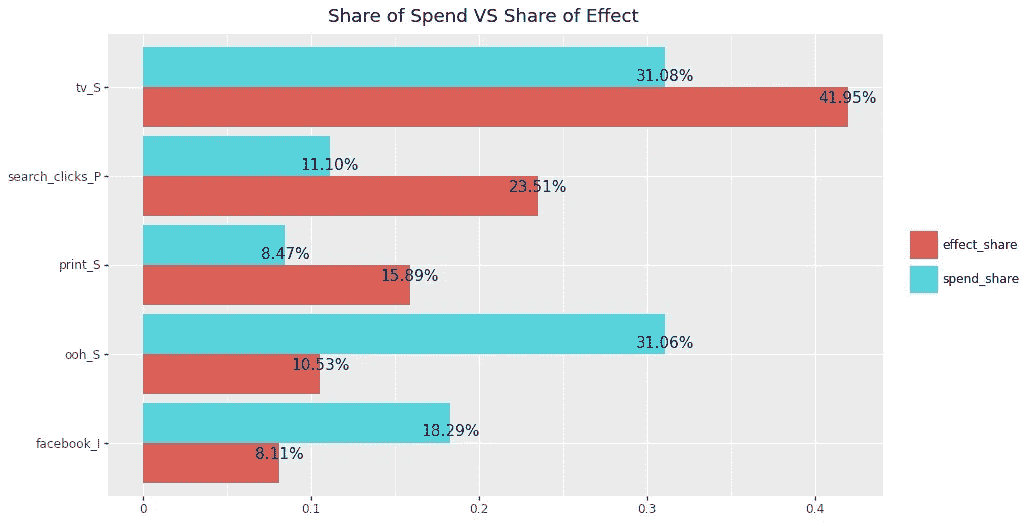 Share of Spend VS Share of Effect
tv_S
31.08%
41.95%
search_clicks_P
11.10%
23.51%
print_S
8.47%
15.89%
ooh_S
31.06%
10.53%
facebook_I
18.29%
8.11%
effect_share
spend_share
0
0.1
0.2
0.3
0.4